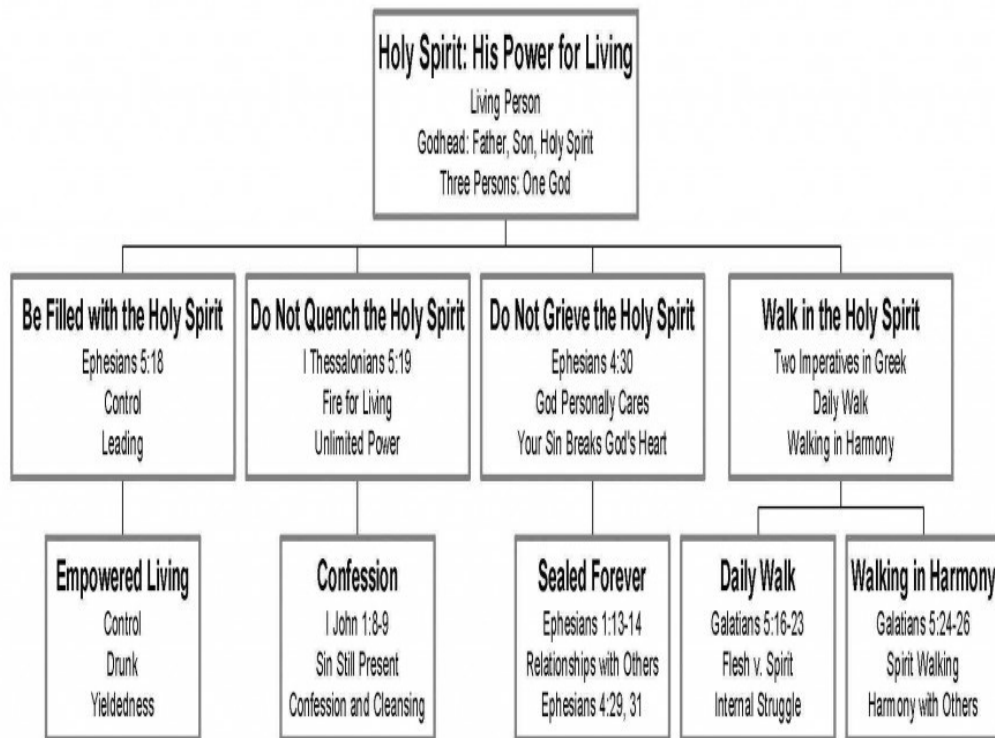 Holy Spirit: His Power for Living
Living Person
Godhead: Father, Son, Holy Spirit
Three Persons: One God
Be Filled with the Holy Spirit
Ephesians 5:18
Control
Leading
Do Not Quench the Holy Spirit
I Thessalonians 5:19
Fire for Living
Unlimited Power
Do Not Grieve the Holy Spirit
Ephesians 4:30
God Personally Cares
Your Sin Breaks God's Heart
Walk in the Holy Spirit
Two Imperatives in Greek
Daily Walk
Walking in Harmony
Empowered Living
Control
Drunk
Yieldedness
Confession
I John 1:8-9
Sin Still Present
Confession and Cleansing
Sealed Forever
Ephesians 1:13-14
Relationships with Others
Ephesians 4:29, 31
Daily Walk
Galatians 5:16-23
Flesh v. Spirit
Internal Struggle
Walking in Harmony
Galatians 5:24-26
Spirit Walking
Harmony with Others